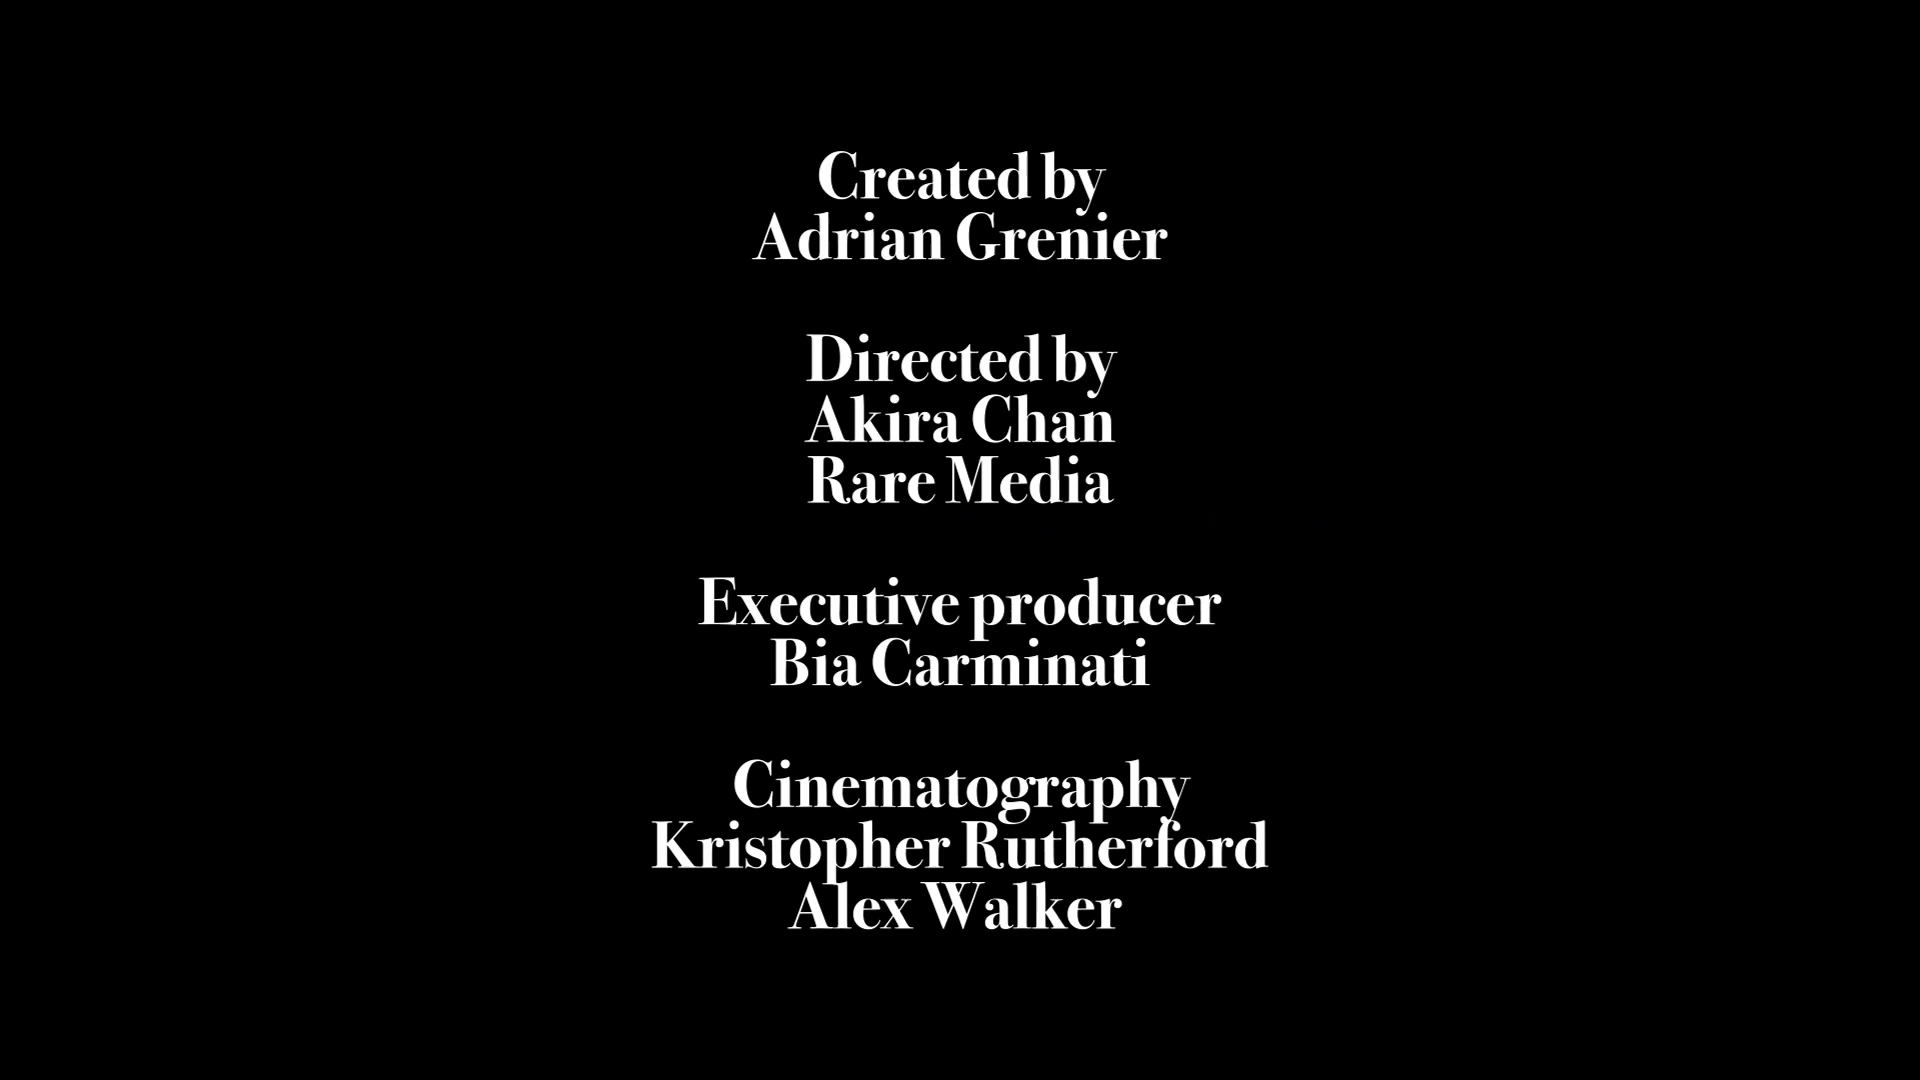 Created by
Adrian Grenier
Directed by
Akira Chan
Rare Media
Executive producer
Bia Carminati
Cinematography
Kristopher Rutherford
Alex Walker